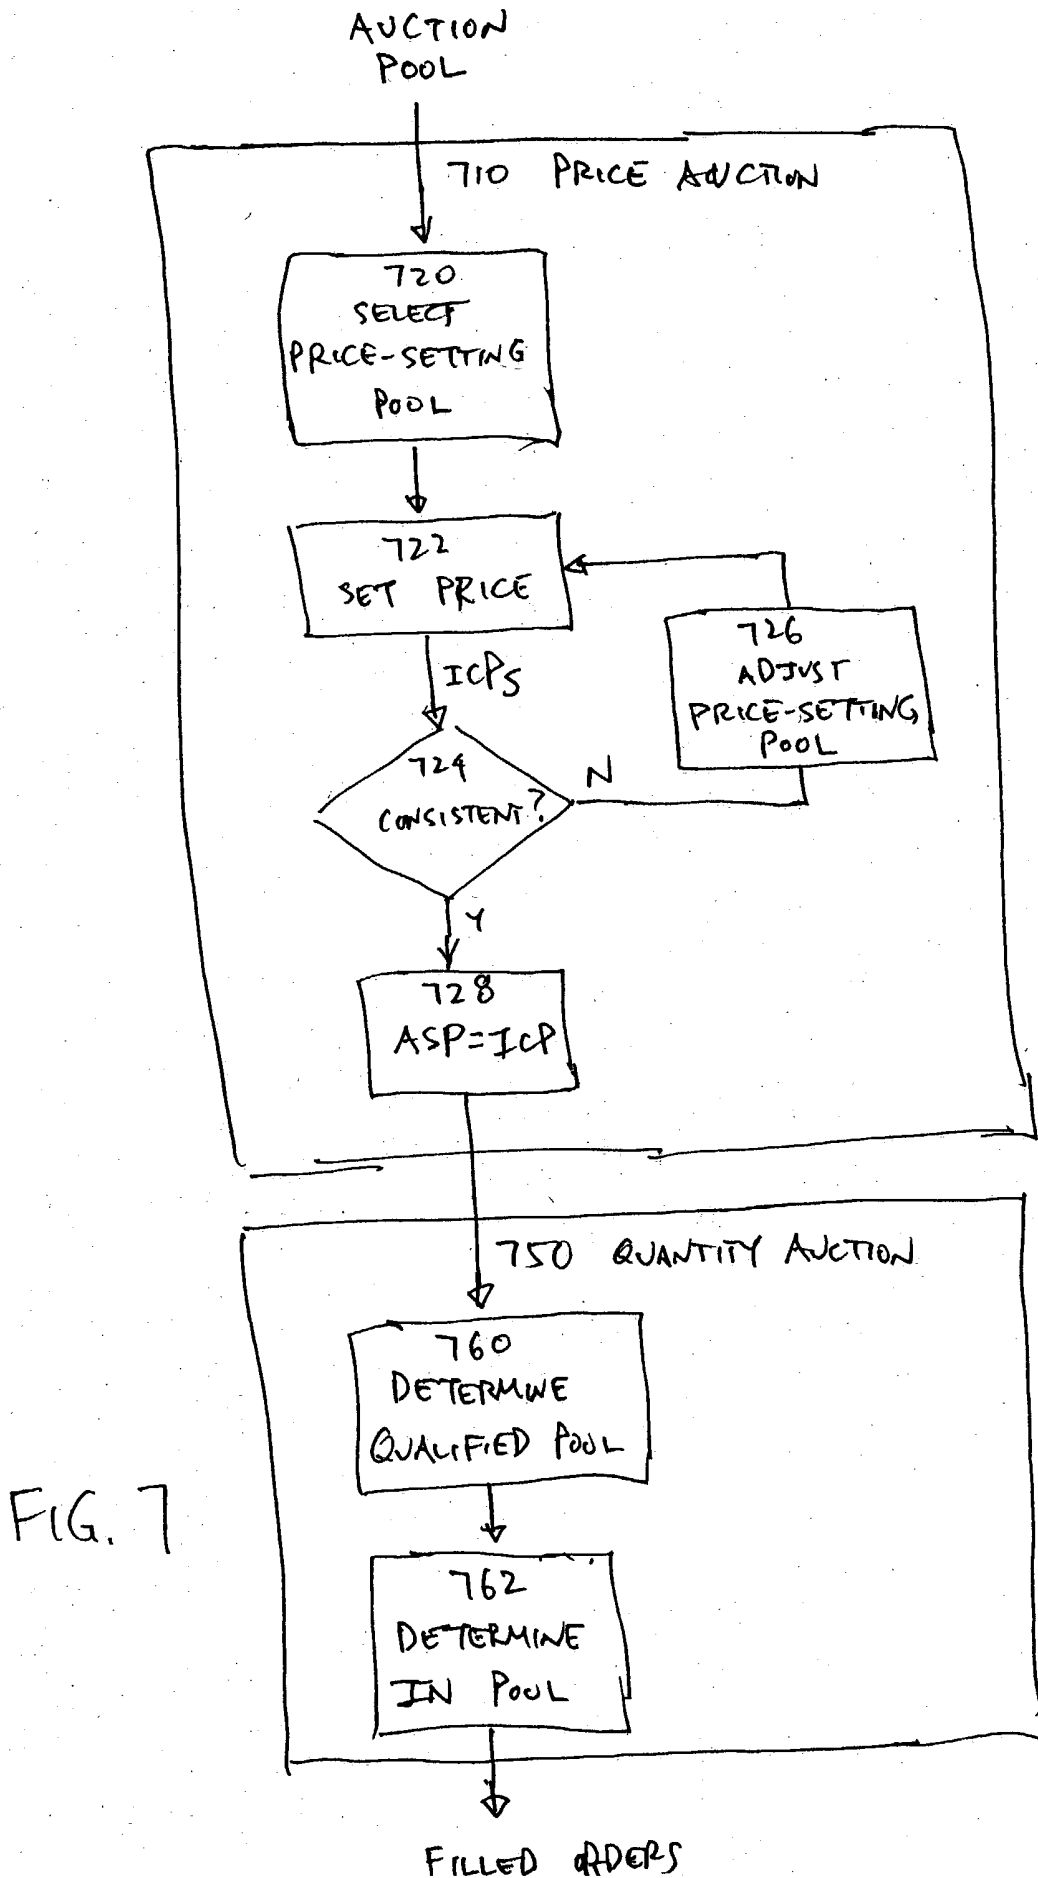 AUCTION
POOL
710 PRICE AUCTION
720
SELECT
PRICE-SETTING
POOL
722
SET PRICE
ICPs
726
ADJUST
PRICE-SETTING
POOL
724
CONSISTENT?
N
Y
728
ASP=ICP
750 QUANTITY AUCTION
760
DETERMINE
QUALIFIED POOL
FIG. 7
762
DETERMINE
IN POOL
FILLED ORDERS